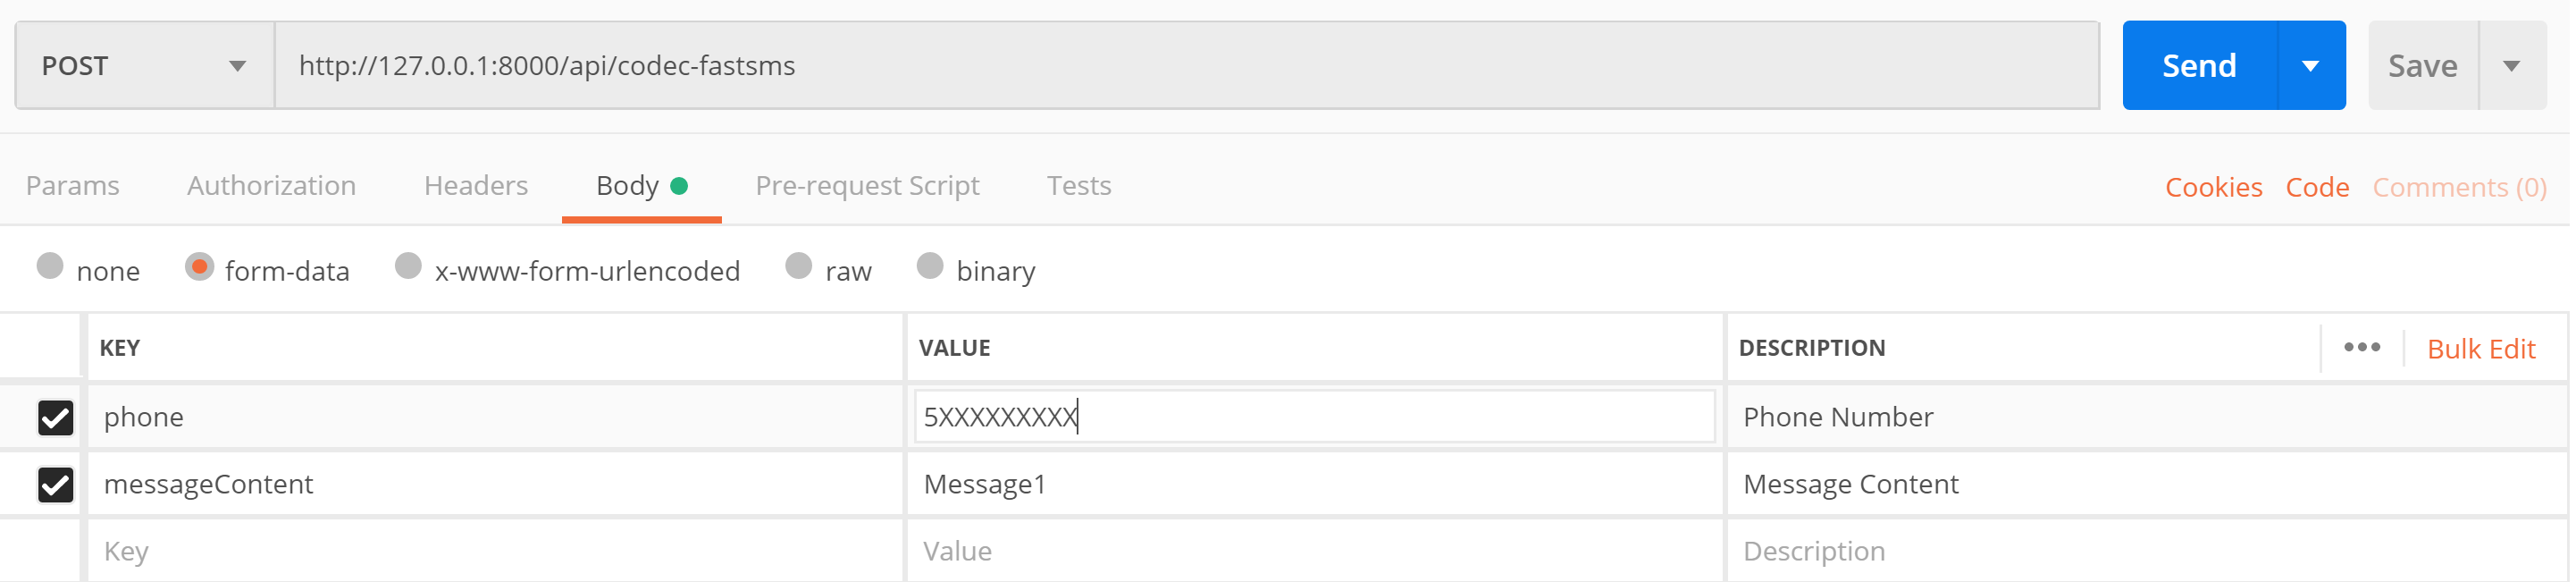 POST http://127.0.0.1:8000/api/codec-fastsms Send Save
Params Authorization Headers Body Pre-request Script Tests Cookies Code Comments (0)
none form-data x-www-form-urlencoded raw binary
KEY VALUE DESCRIPTION ••• Bulk Edit
phone 5XXXXXXXXX Phone Number
messageContent Message1 Message Content
Key Value Description